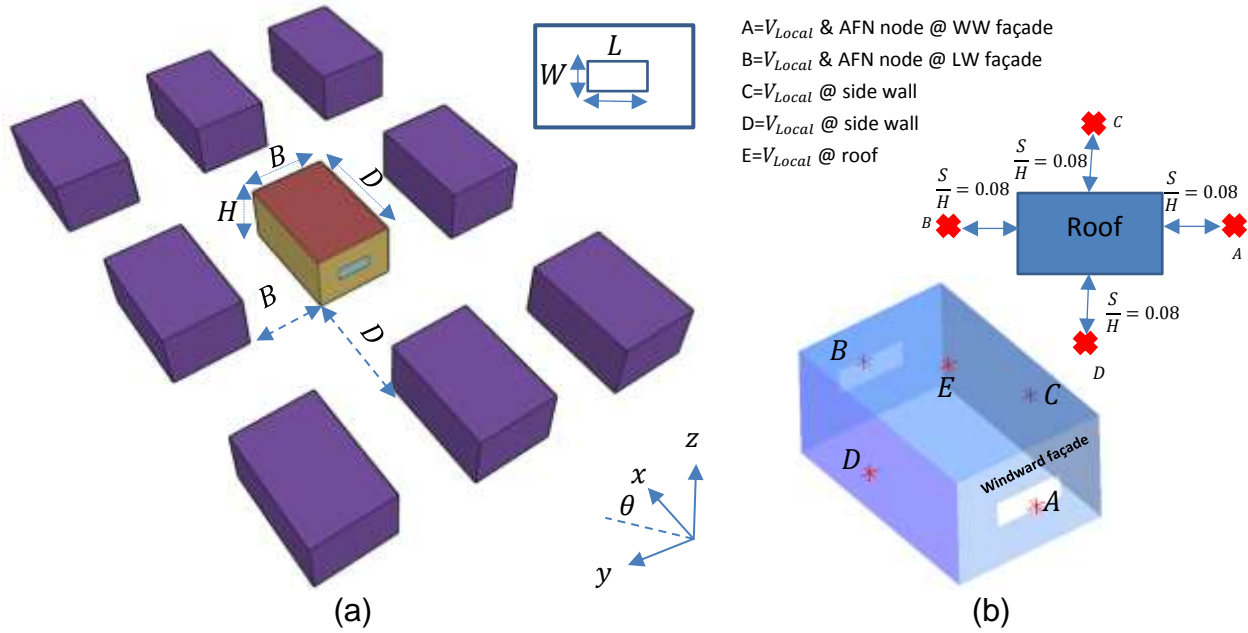 B
D
H
B
D
L
W
z
x
θ
y
(a)
A=V_Local & AFN node @ WW façade
B=V_Local & AFN node @ LW façade
C=V_Local @ side wall
D=V_Local @ side wall
E=V_Local @ roof
C
S/H = 0.08
S/H = 0.08
S/H = 0.08
B
Roof
A
S/H = 0.08
D
B
E
C
D
Windward façade
A
(b)